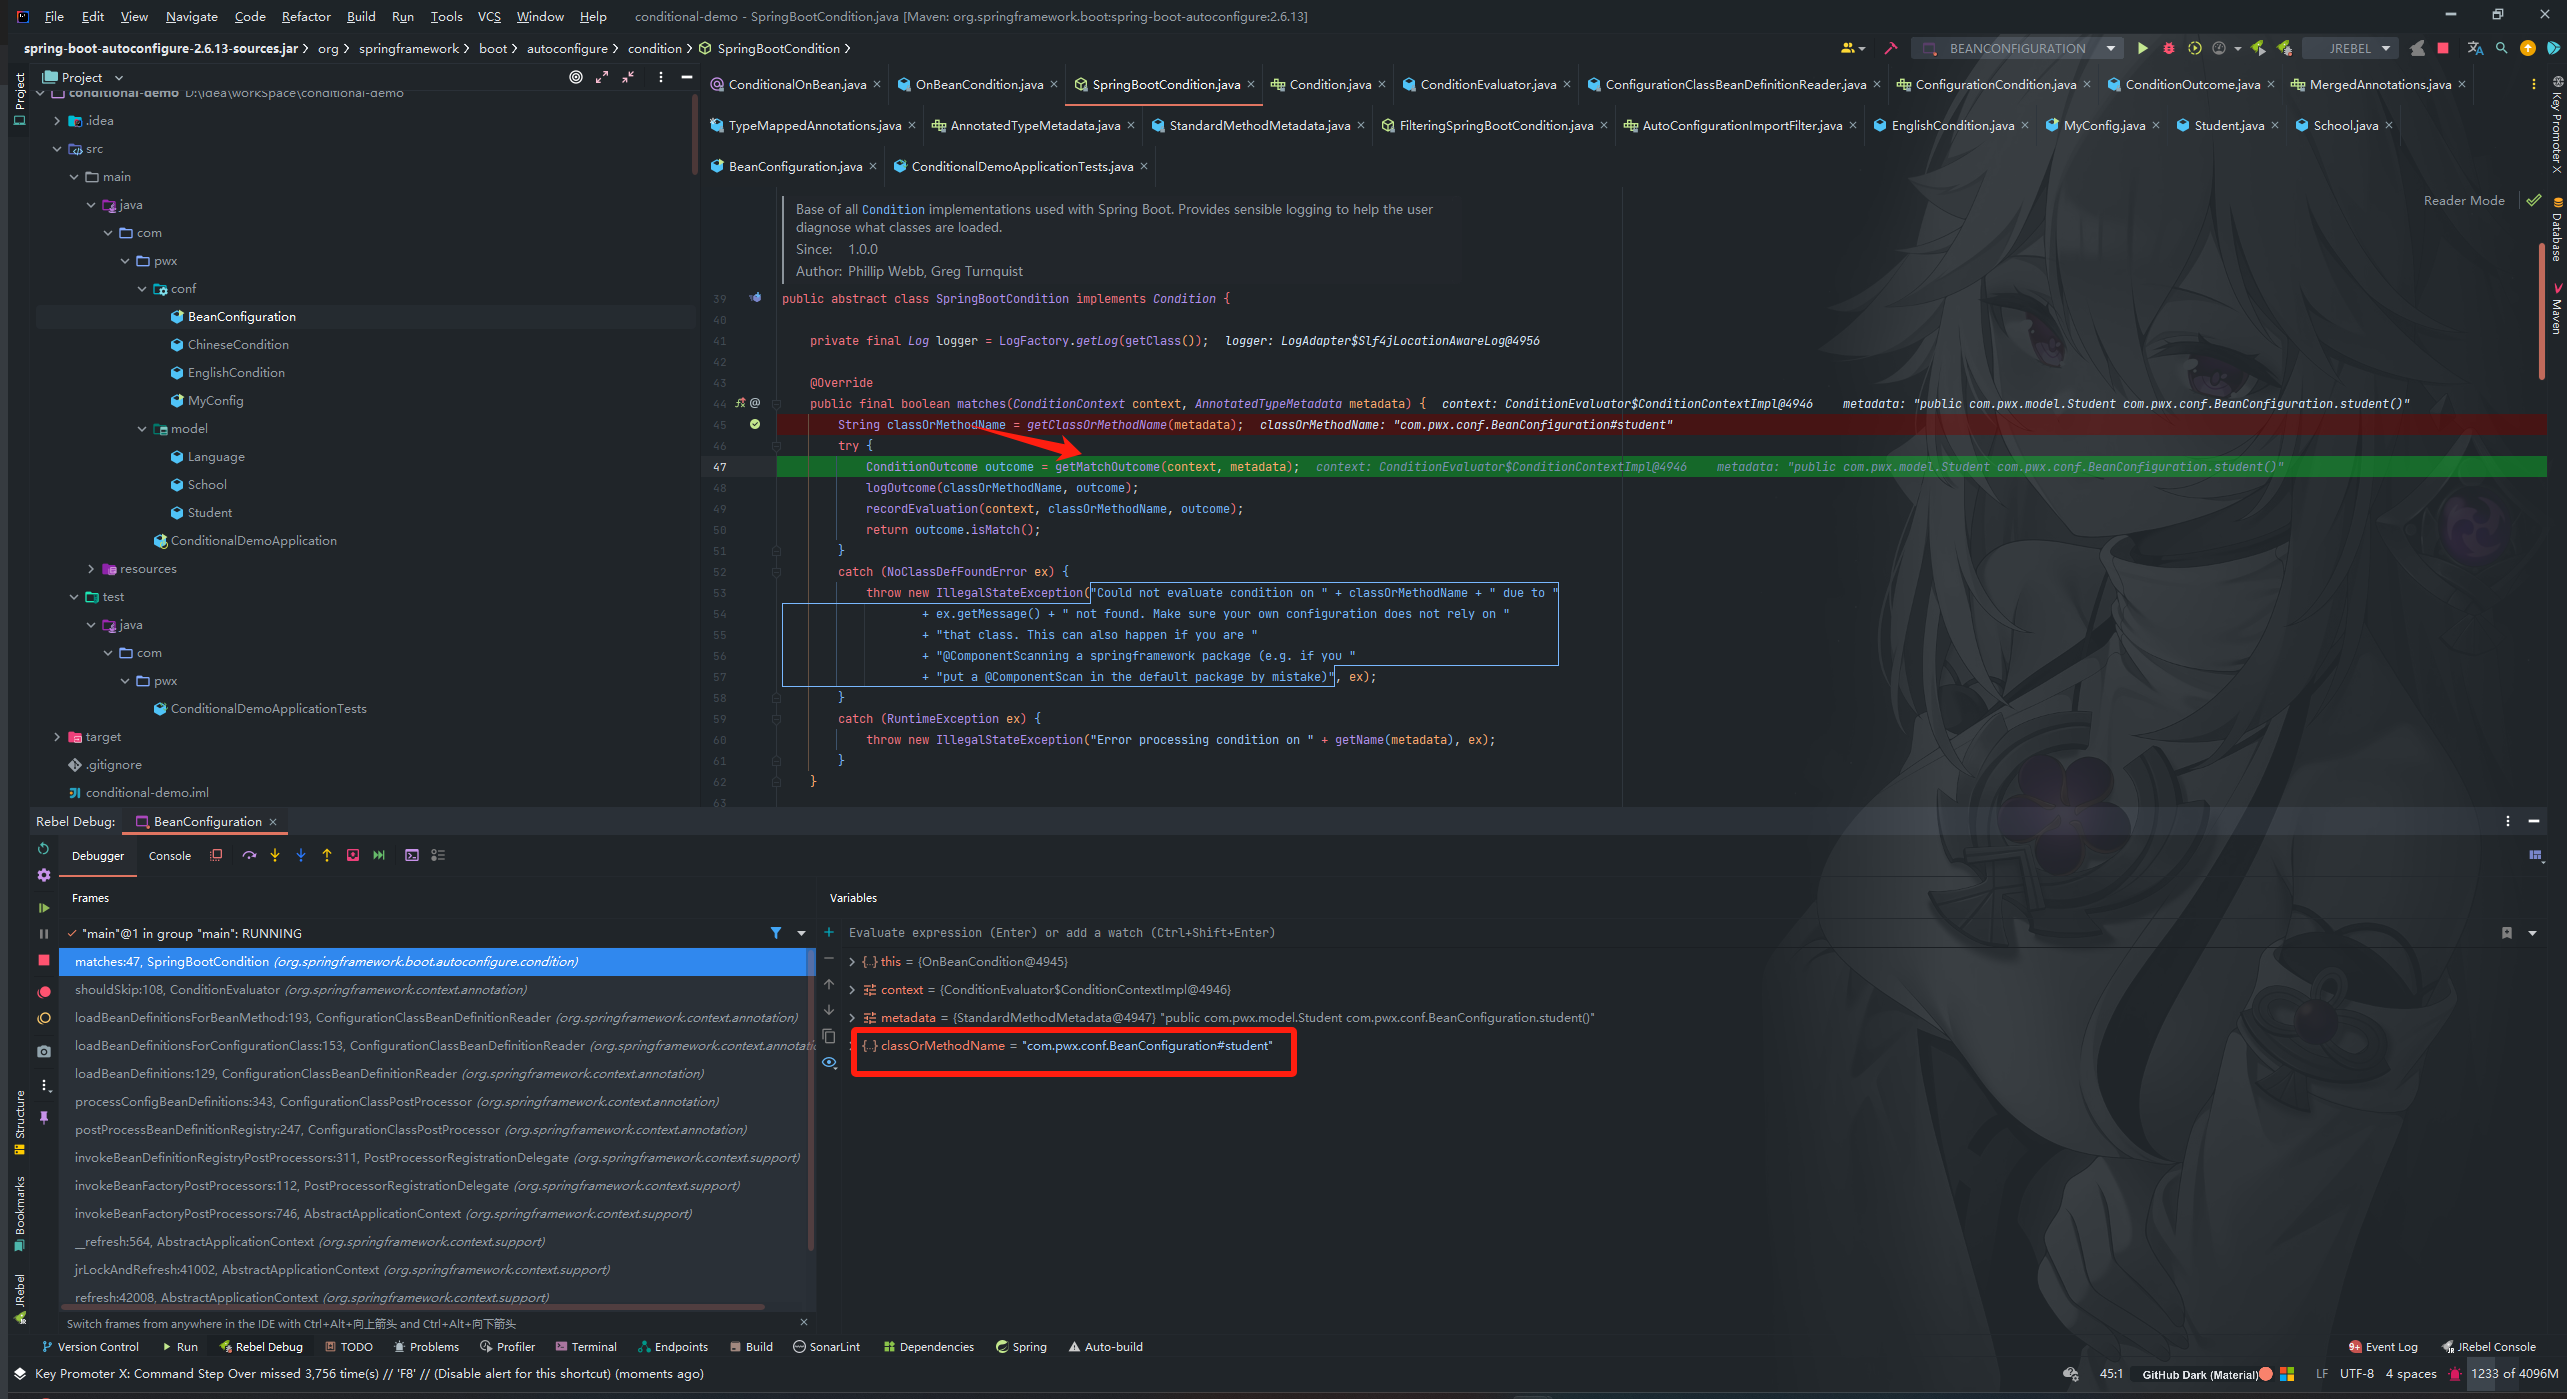 File Edit View Navigate Code Refactor Build Run Tools VCS Window Help conditional-demo - SpringBootCondition.java [Maven: org.springframework.boot:spring-boot-autoconfigure:2.6.13]
spring-boot-autoconfigure-2.6.13-sources.jar org springframework boot autoconfigure condition SpringBootCondition BEANCONFIGURATION JREBEL
Project
ConditionalOnBean.java OnBeanCondition.java SpringBootCondition.java Condition.java ConditionEvaluator.java ConfigurationClassBeanDefinitionReader.java ConfigurationCondition.java ConditionOutcome.java MergedAnnotations.java
TypeMappedAnnotations.java AnnotatedTypeMetadata.java StandardMethodMetadata.java FilteringSpringBootCondition.java AutoConfigurationImportFilter.java EnglishCondition.java MyConfig.java Student.java School.java
BeanConfiguration.java ConditionalDemoApplicationTests.java
Project
Structure
Bookmarks
JRebel
Key Promoter X
Database
Maven
conditional-demo D:\idea\workSpace\conditional-demo
.idea
src
main
java
com
pwx
conf
BeanConfiguration
ChineseCondition
EnglishCondition
MyConfig
model
Language
School
Student
ConditionalDemoApplication
resources
test
java
com
pwx
ConditionalDemoApplicationTests
target
.gitignore
conditional-demo.iml
Reader Mode
Base of all Condition implementations used with Spring Boot. Provides sensible logging to help the user
diagnose what classes are loaded.
Since: 1.0.0
Author: Phillip Webb, Greg Turnquist
39 public abstract class SpringBootCondition implements Condition {
40
41 private final Log logger = LogFactory.getLog(getClass()); logger: LogAdapter$Slf4jLocationAwareLog@4956
42
43 @Override
44 @ public final boolean matches(ConditionContext context, AnnotatedTypeMetadata metadata) { context: ConditionEvaluator$ConditionContextImpl@4946 metadata: "public com.pwx.model.Student com.pwx.conf.BeanConfiguration.student()"
45 String classOrMethodName = getClassOrMethodName(metadata); classOrMethodName: "com.pwx.conf.BeanConfiguration#student"
46 try {
47 ConditionOutcome outcome = getMatchOutcome(context, metadata); context: ConditionEvaluator$ConditionContextImpl@4946 metadata: "public com.pwx.model.Student com.pwx.conf.BeanConfiguration.student()"
48 logOutcome(classOrMethodName, outcome);
49 recordEvaluation(context, classOrMethodName, outcome);
50 return outcome.isMatch();
51 }
52 catch (NoClassDefFoundError ex) {
53 throw new IllegalStateException("Could not evaluate condition on " + classOrMethodName + " due to "
54 + ex.getMessage() + " not found. Make sure your own configuration does not rely on "
55 + "that class. This can also happen if you are "
56 + "@ComponentScanning a springframework package (e.g. if you "
57 + "put a @ComponentScan in the default package by mistake)", ex);
58 }
59 catch (RuntimeException ex) {
60 throw new IllegalStateException("Error processing condition on " + getName(metadata), ex);
61 }
62 }
63
Rebel Debug: BeanConfiguration
Debugger Console
Frames
"main"@1 in group "main": RUNNING
matches:47, SpringBootCondition (org.springframework.boot.autoconfigure.condition)
shouldSkip:108, ConditionEvaluator (org.springframework.context.annotation)
loadBeanDefinitionsForBeanMethod:193, ConfigurationClassBeanDefinitionReader (org.springframework.context.annotation)
loadBeanDefinitionsForConfigurationClass:153, ConfigurationClassBeanDefinitionReader (org.springframework.context.annotatio
loadBeanDefinitions:129, ConfigurationClassBeanDefinitionReader (org.springframework.context.annotation)
processConfigBeanDefinitions:343, ConfigurationClassPostProcessor (org.springframework.context.annotation)
postProcessBeanDefinitionRegistry:247, ConfigurationClassPostProcessor (org.springframework.context.annotation)
invokeBeanDefinitionRegistryPostProcessors:311, PostProcessorRegistrationDelegate (org.springframework.context.support)
invokeBeanFactoryPostProcessors:112, PostProcessorRegistrationDelegate (org.springframework.context.support)
invokeBeanFactoryPostProcessors:746, AbstractApplicationContext (org.springframework.context.support)
__refresh:564, AbstractApplicationContext (org.springframework.context.support)
jrLockAndRefresh:41002, AbstractApplicationContext (org.springframework.context.support)
refresh:42008, AbstractApplicationContext (org.springframework.context.support)
Switch frames from anywhere in the IDE with Ctrl+Alt+向上箭头 and Ctrl+Alt+向下箭头
Variables
Evaluate expression (Enter) or add a watch (Ctrl+Shift+Enter)
this = {OnBeanCondition@4945}
context = {ConditionEvaluator$ConditionContextImpl@4946}
metadata = {StandardMethodMetadata@4947} "public com.pwx.model.Student com.pwx.conf.BeanConfiguration.student()"
classOrMethodName = "com.pwx.conf.BeanConfiguration#student"
Version Control Run Rebel Debug TODO Problems Profiler Terminal Endpoints Build SonarLint Dependencies Spring Auto-build 9+ Event Log JRebel Console
Key Promoter X: Command Step Over missed 3,756 time(s) // 'F8' // (Disable alert for this shortcut) (moments ago) 45:1 GitHub Dark (Material) LF UTF-8 4 spaces 1233 of 4096M